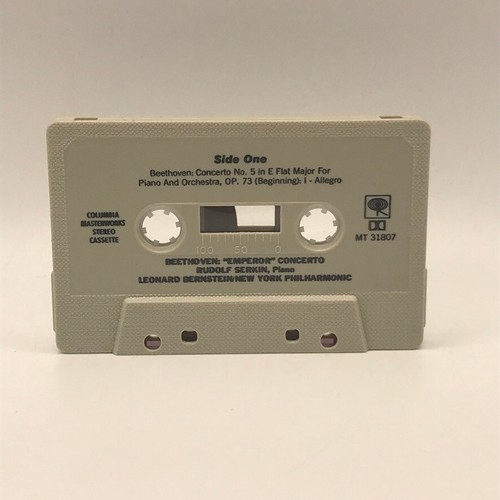 Side One
Beethoven: Concerto No. 5 in E Flat Major For
Piano And Orchestra, OP. 73 (Beginning): I - Allegro
COLUMBIA
MASTERWORKS
STEREO
CASSETTE
MT 31807
100 50 0
BEETHOVEN: "EMPEROR" CONCERTO
RUDOLF SERKIN, Piano
LEONARD BERNSTEIN/NEW YORK PHILHARMONIC